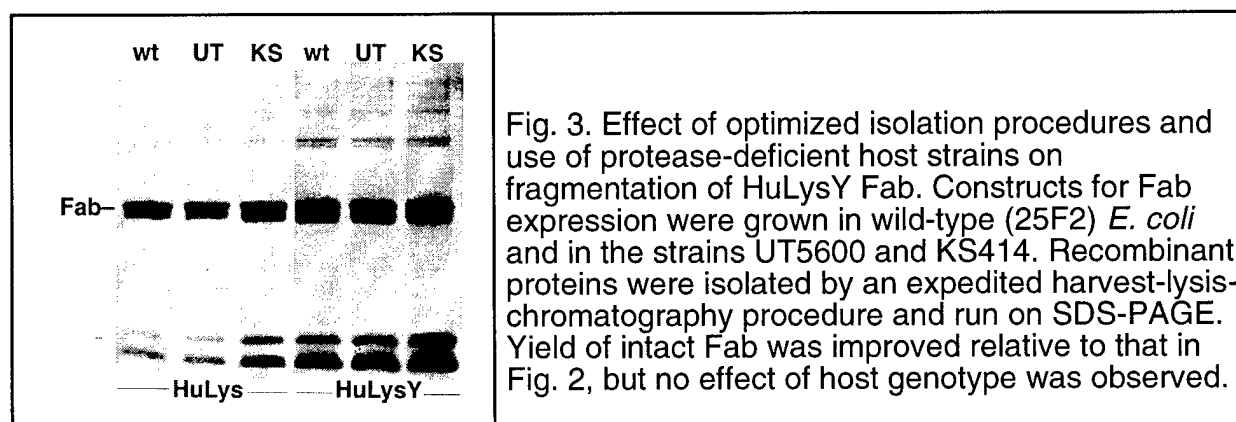 wt UT KS wt UT KS
Fab–
HuLys HuLysY
Fig. 3. Effect of optimized isolation procedures and
use of protease-deficient host strains on
fragmentation of HuLysY Fab. Constructs for Fab
expression were grown in wild-type (25F2) E. coli
and in the strains UT5600 and KS414. Recombinant
proteins were isolated by an expedited harvest-lysis-
chromatography procedure and run on SDS-PAGE.
Yield of intact Fab was improved relative to that in
Fig. 2, but no effect of host genotype was observed.